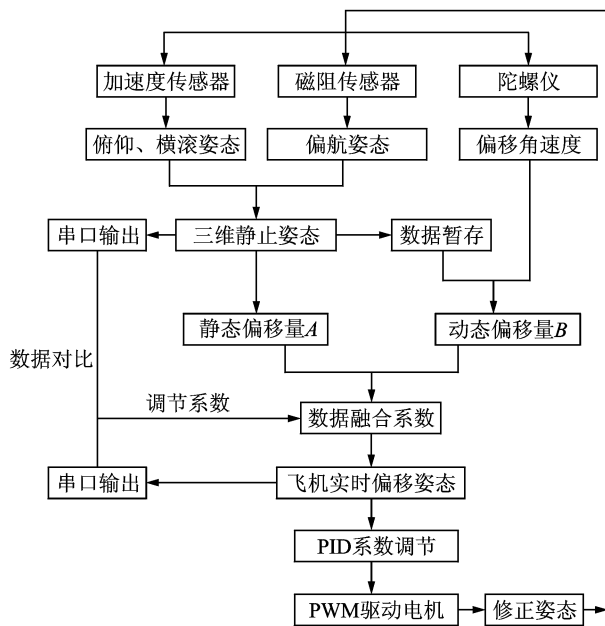 加速度传感器
磁阻传感器
陀螺仪
俯仰、横滚姿态
偏航姿态
偏移角速度
串口输出
三维静止姿态
数据暂存
静态偏移量A
动态偏移量B
数据对比
调节系数
数据融合系数
串口输出
飞机实时偏移姿态
PID系数调节
PWM驱动电机
修正姿态